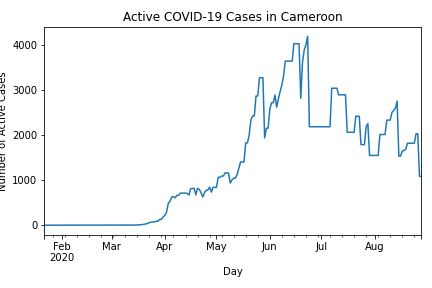 Active COVID-19 Cases in Cameroon
4000
3000
2000
1000
0
Number of Active Cases
Feb
2020
Mar
Apr
May
Jun
Jul
Aug
Day